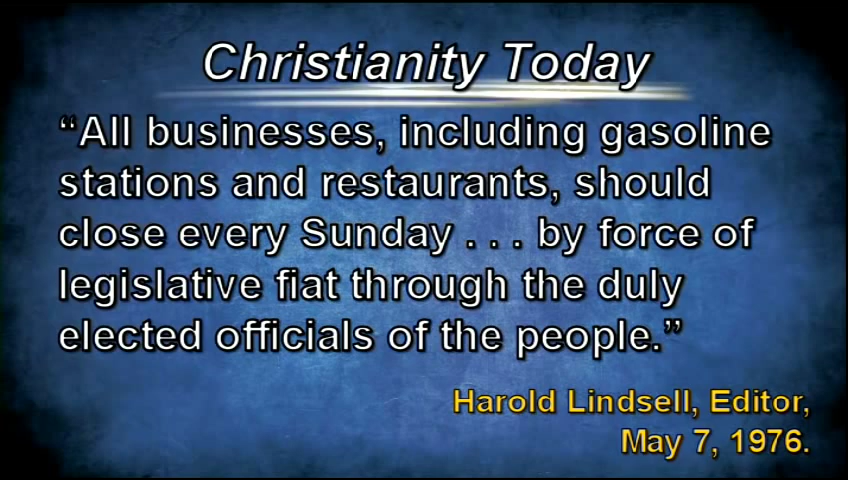 Christianity Today
“All businesses, including gasoline
stations and restaurants, should
close every Sunday . . . by force of
legislative fiat through the duly
elected officials of the people.”
Harold Lindsell, Editor,
May 7, 1976.